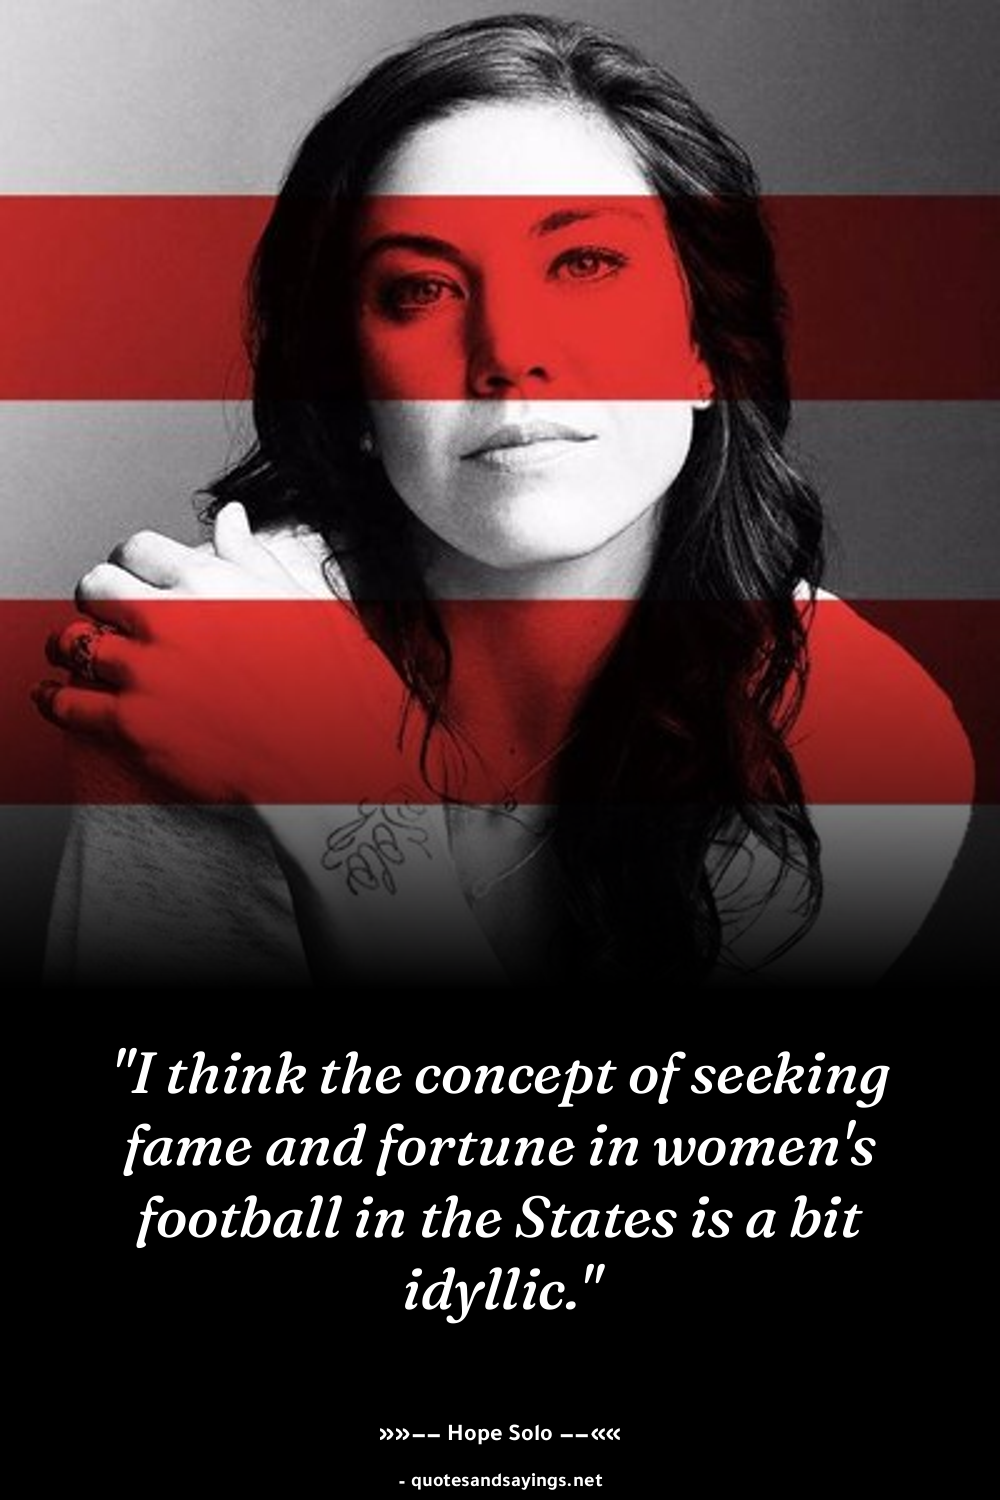 "I think the concept of seeking
fame and fortune in women's
football in the States is a bit
idyllic."
»»–– Hope Solo ––««
- quotesandsayings.net